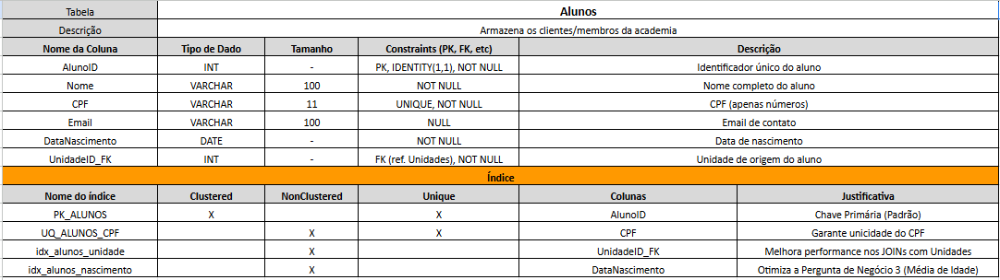 Tabela Alunos
Descrição Armazena os clientes/membros da academia
Nome da Coluna Tipo de Dado Tamanho Constraints (PK, FK, etc) Descrição
AlunoID INT - PK, IDENTITY(1,1), NOT NULL Identificador único do aluno
Nome VARCHAR 100 NOT NULL Nome completo do aluno
CPF VARCHAR 11 UNIQUE, NOT NULL CPF (apenas números)
Email VARCHAR 100 NULL Email de contato
DataNascimento DATE - NOT NULL Data de nascimento
UnidadeID_FK INT - FK (ref. Unidades), NOT NULL Unidade de origem do aluno
Índice
Nome do índice Clustered NonClustered Unique Colunas Justificativa
PK_ALUNOS X X AlunoID Chave Primária (Padrão)
UQ_ALUNOS_CPF X X CPF Garante unicidade do CPF
idx_alunos_unidade X UnidadeID_FK Melhora performance nos JOINs com Unidades
idx_alunos_nascimento X DataNascimento Otimiza a Pergunta de Negócio 3 (Média de Idade)